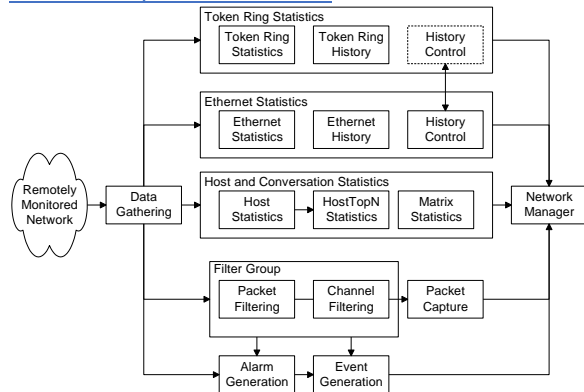 Token Ring Statistics
Token Ring
Statistics
Token Ring
History
History
Control
Ethernet Statistics
Ethernet
Statistics
Ethernet
History
History
Control
Remotely
Monitored
Network
Data
Gathering
Host and Conversation Statistics
Host
Statistics
HostTopN
Statistics
Matrix
Statistics
Network
Manager
Filter Group
Packet
Filtering
Channel
Filtering
Packet
Capture
Alarm
Generation
Event
Generation